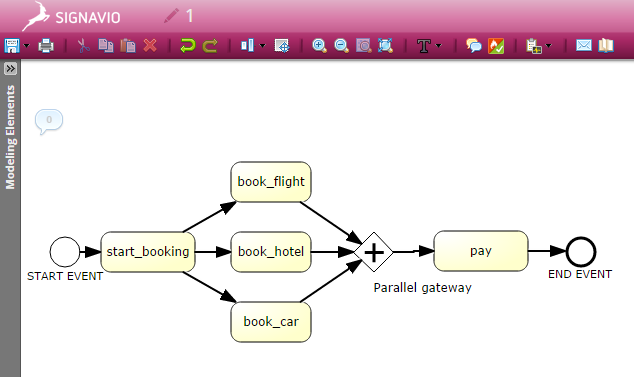 SIGNAVIO
1
T
Modeling Elements
0
book_flight
start_booking
book_hotel
pay
START EVENT
END EVENT
Parallel gateway
book_car